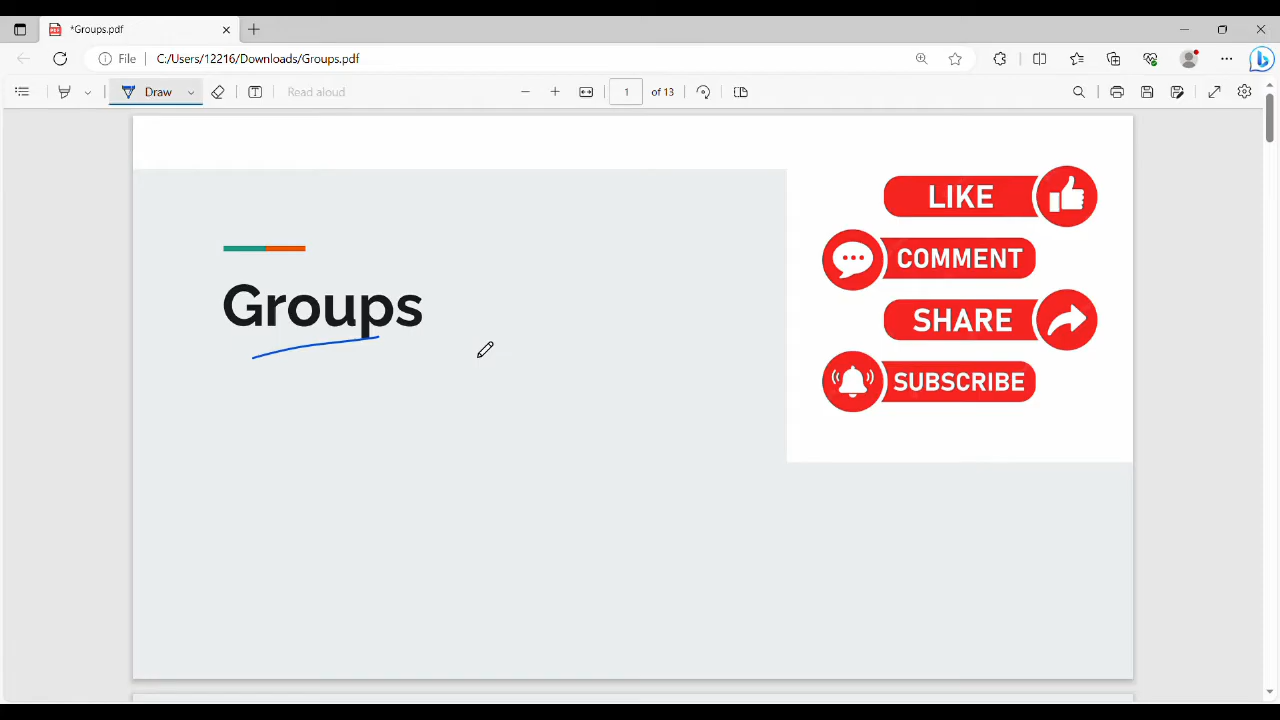 *Groups.pdf
File C:/Users/12216/Downloads/Groups.pdf
Draw Read aloud 1 of 13
LIKE
COMMENT
Groups
SHARE
SUBSCRIBE